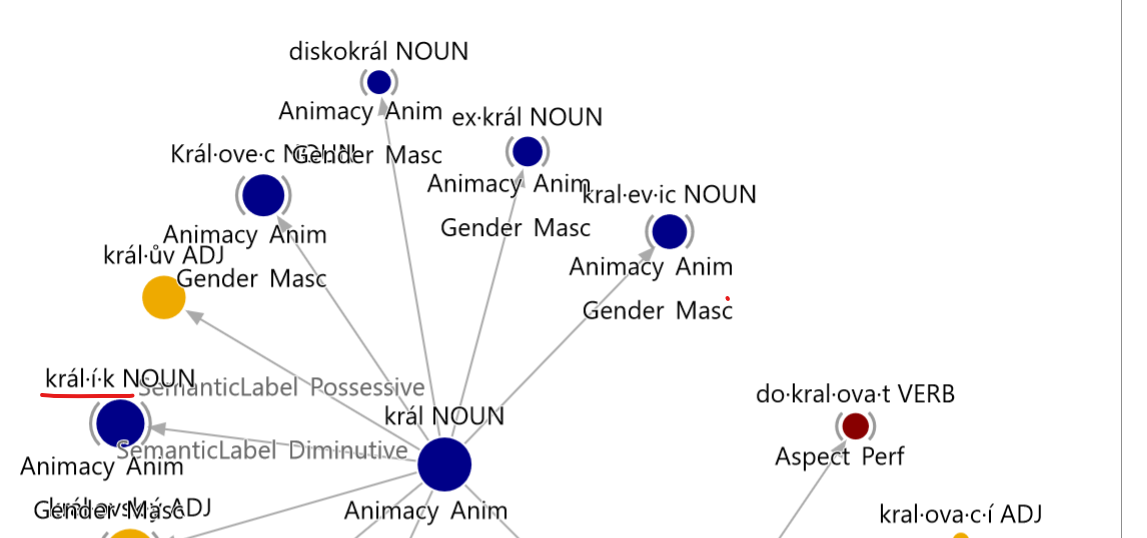 diskokrál NOUN
Animacy Anim
Gender Masc
ex·král NOUN
Animacy Anim
Gender Masc
Král·ove·c NOUN
Animacy Anim
Gender Masc
kral·ev·ic NOUN
Animacy Anim
Gender Masc
král·ův ADJ
SemanticLabel Possessive
král·í·k NOUN
Animacy Anim
Gender Masc
SemanticLabel Diminutive
král NOUN
Animacy Anim
do·kral·ova·t VERB
Aspect Perf
ADJ
kral·ova·c·í ADJ